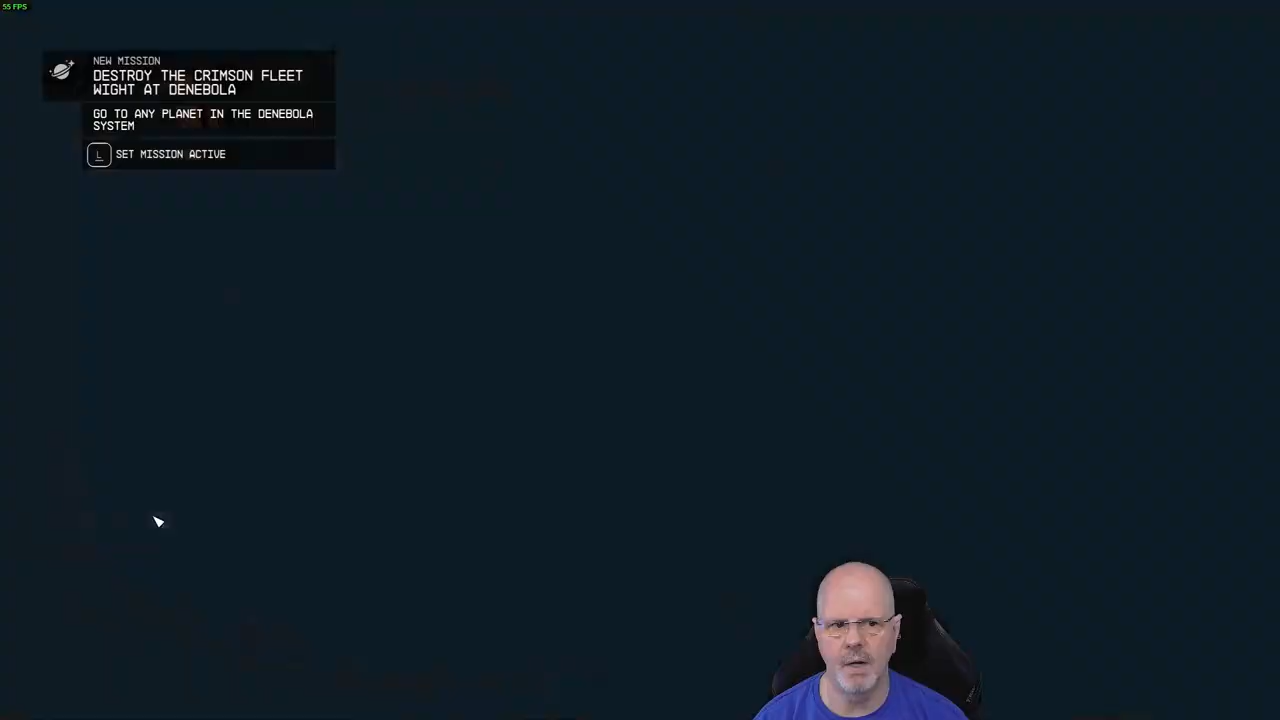 55 FPS
NEW MISSION
DESTROY THE CRIMSON FLEET
WIGHT AT DENEBOLA
GO TO ANY PLANET IN THE DENEBOLA
SYSTEM
L SET MISSION ACTIVE